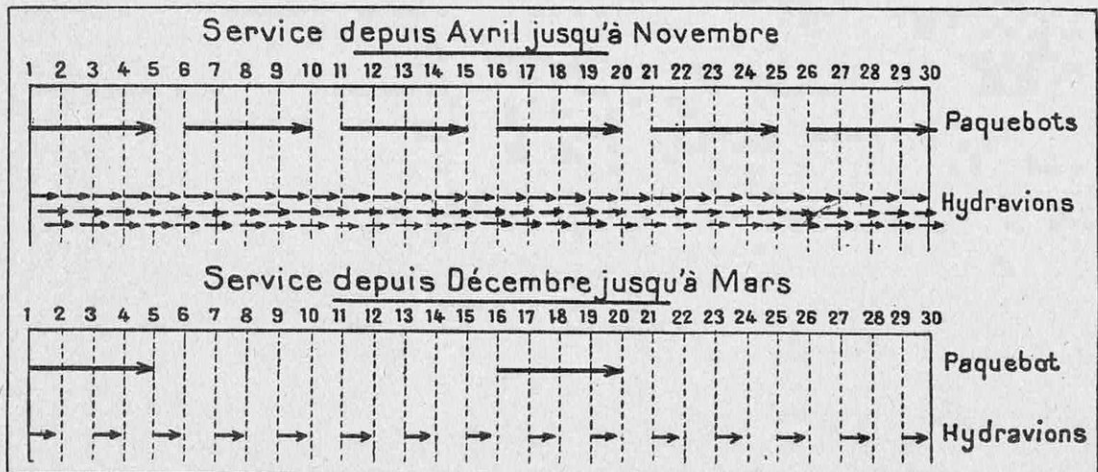 Service depuis Avril jusqu'à Novembre
1 2 3 4 5 6 7 8 9 10 11 12 13 14 15 16 17 18 19 20 21 22 23 24 25 26 27 28 29 30
Paquebots
Hydravions
Service depuis Décembre jusqu'à Mars
1 2 3 4 5 6 7 8 9 10 11 12 13 14 15 16 17 18 19 20 21 22 23 24 25 26 27 28 29 30
Paquebot
Hydravions